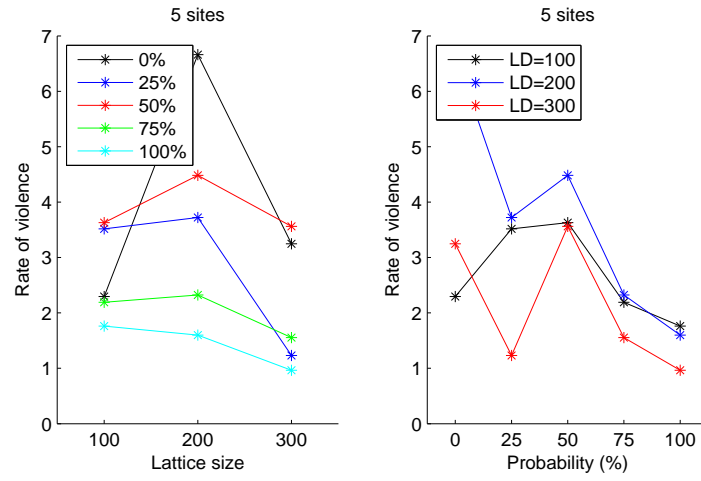 5 sites
7
6
5
4
3
2
1
0
Rate of violence
0%
25%
50%
75%
100%
100 200 300
Lattice size
5 sites
7
6
5
4
3
2
1
0
Rate of violence
LD=100
LD=200
LD=300
0 25 50 75 100
Probability (%)